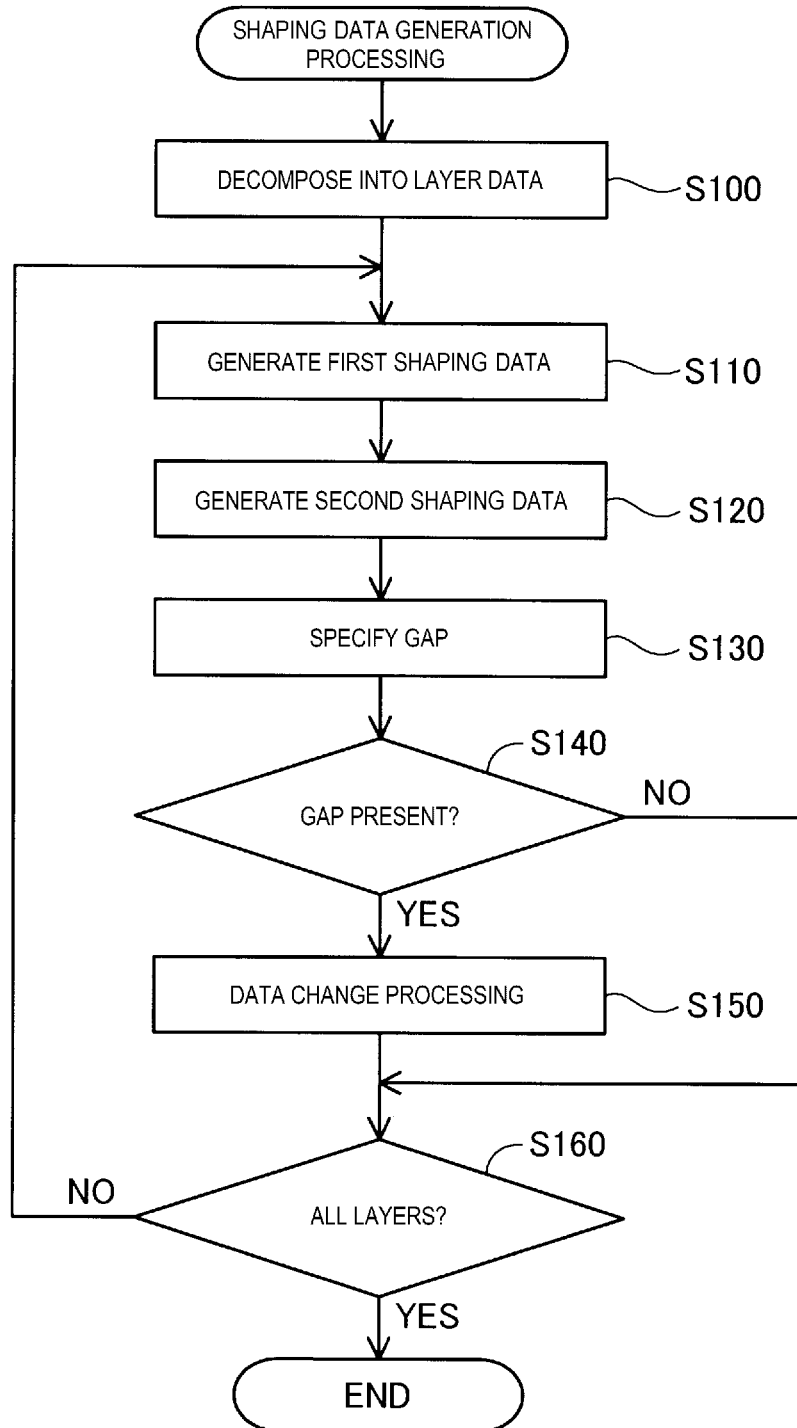 SHAPING DATA GENERATION
PROCESSING
DECOMPOSE INTO LAYER DATA
S100
GENERATE FIRST SHAPING DATA
S110
GENERATE SECOND SHAPING DATA
S120
SPECIFY GAP
S130
S140
GAP PRESENT?
NO
YES
DATA CHANGE PROCESSING
S150
S160
NO
ALL LAYERS?
YES
END